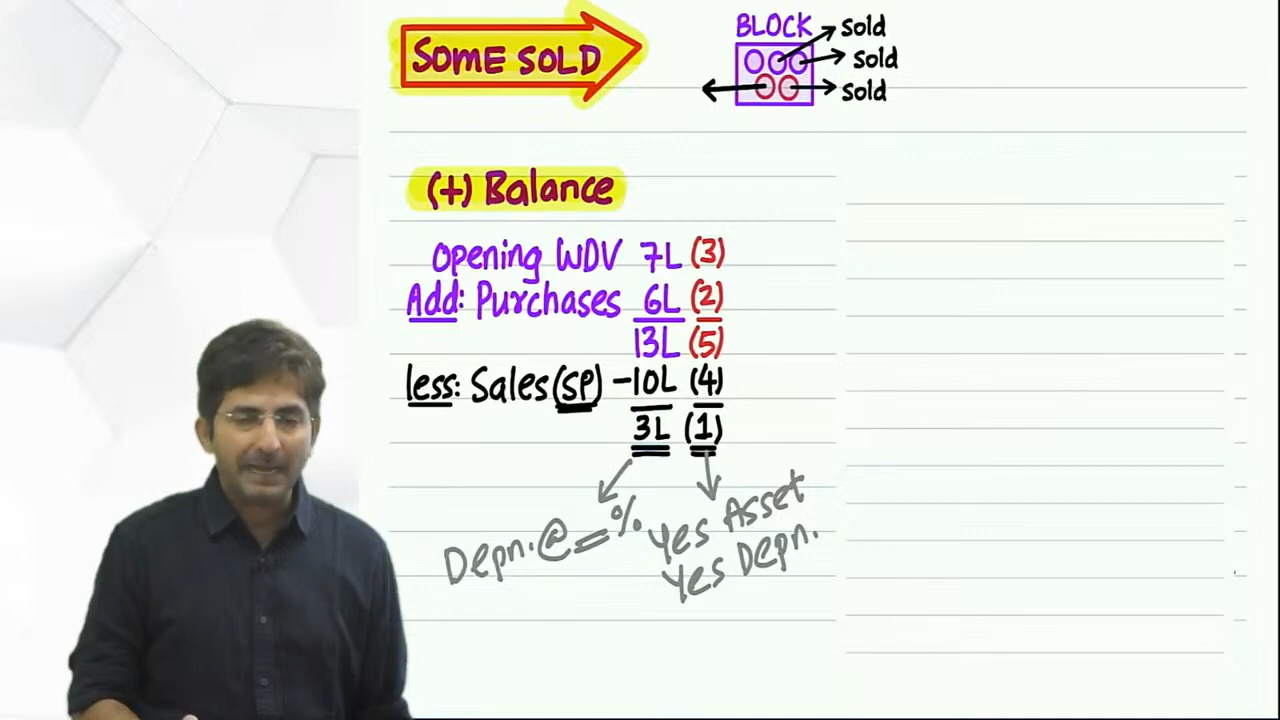 SOME SOLD
BLOCK
sold
sold
sold
(+) Balance
Opening WDV 7L (3)
Add: Purchases 6L (2)
13L (5)
less: Sales (SP) -10L (4)
3L (1)
Depn. @ = %
Yes Asset
Yes Depn.